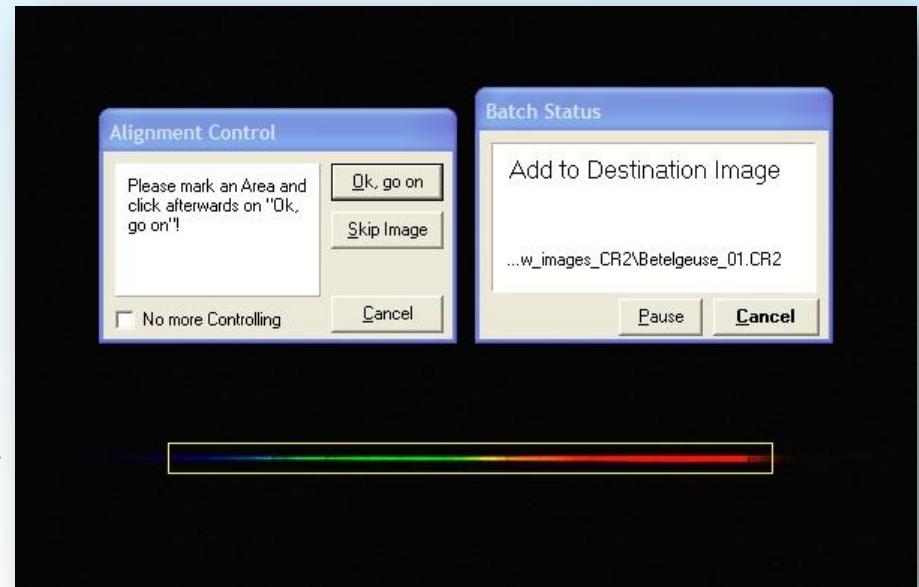 Alignment Control
Please mark an Area and
click afterwards on "Ok,
go on"!
Ok, go on
Skip Image
No more Controlling
Cancel
Batch Status
Add to Destination Image
...w_images_CR2\Betelgeuse_01.CR2
Pause
Cancel